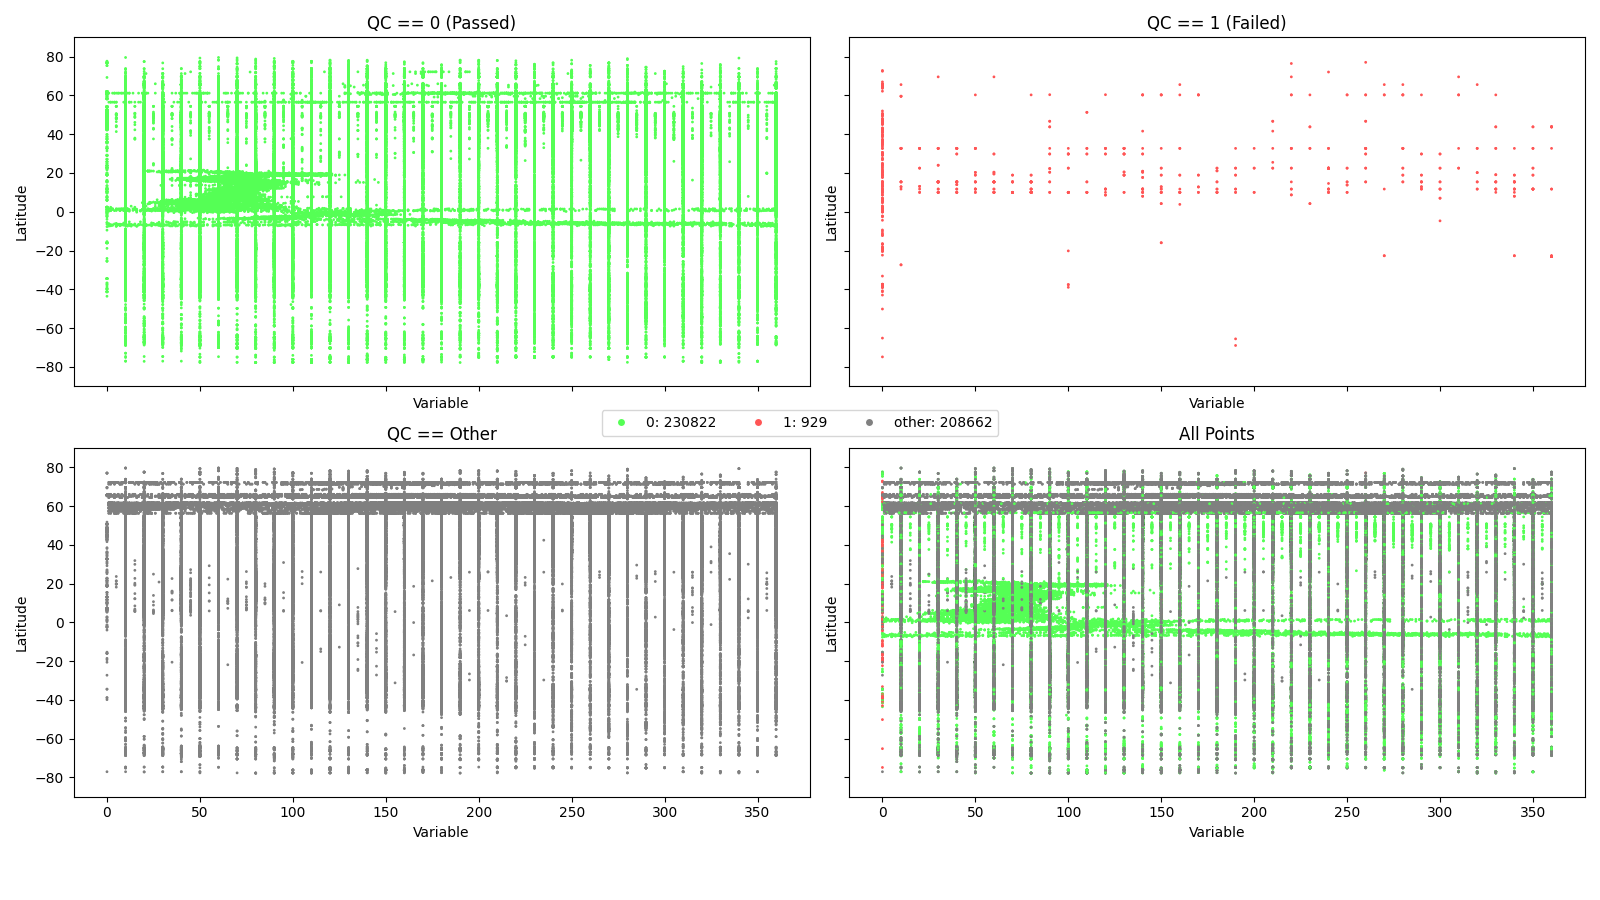 QC == 0 (Passed)
QC == 1 (Failed)
80
60
40
20
0
−20
−40
−60
−80
Latitude
Latitude
Variable
Variable
0: 230822
1: 929
other: 208662
QC == Other
All Points
80
60
40
20
0
−20
−40
−60
−80
Latitude
Latitude
0 50 100 150 200 250 300 350
0 50 100 150 200 250 300 350
Variable
Variable